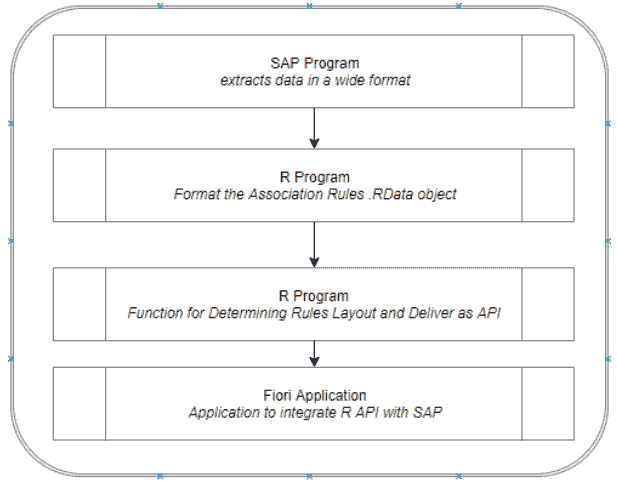 SAP Program
extracts data in a wide format
R Program
Format the Association Rules .RData object
R Program
Function for Determining Rules Layout and Deliver as API
Fiori Application
Application to integrate R API with SAP